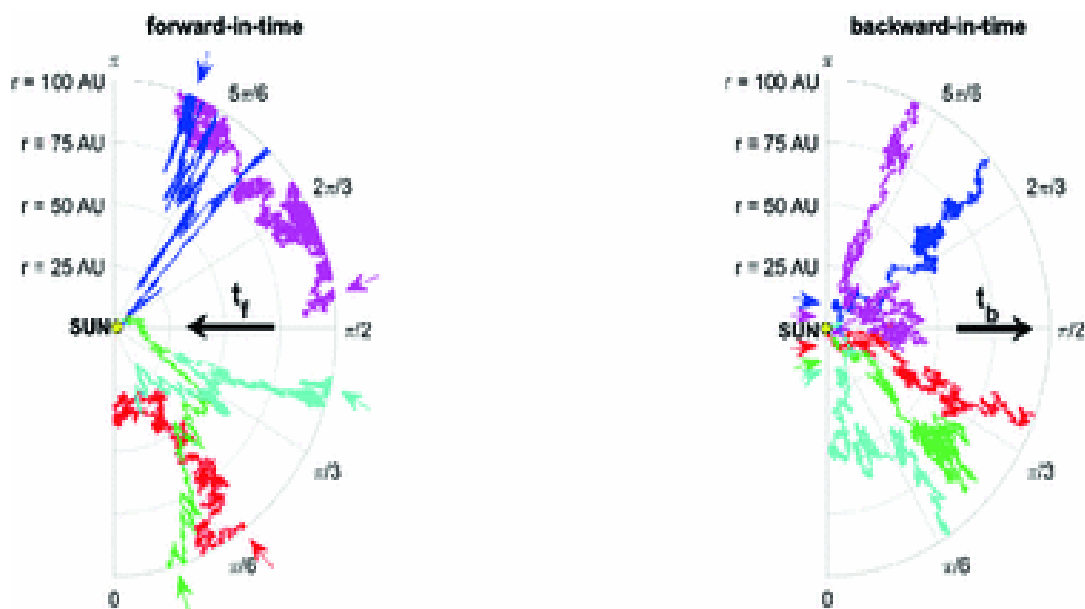 forward-in-time
π
r = 100 AU
5π/6
r = 75 AU
2π/3
r = 50 AU
r = 25 AU
t_f
SUN
π/2
π/3
π/6
0
backward-in-time
π
r = 100 AU
5π/6
r = 75 AU
2π/3
r = 50 AU
r = 25 AU
t_b
SUN
π/2
π/3
π/6
0